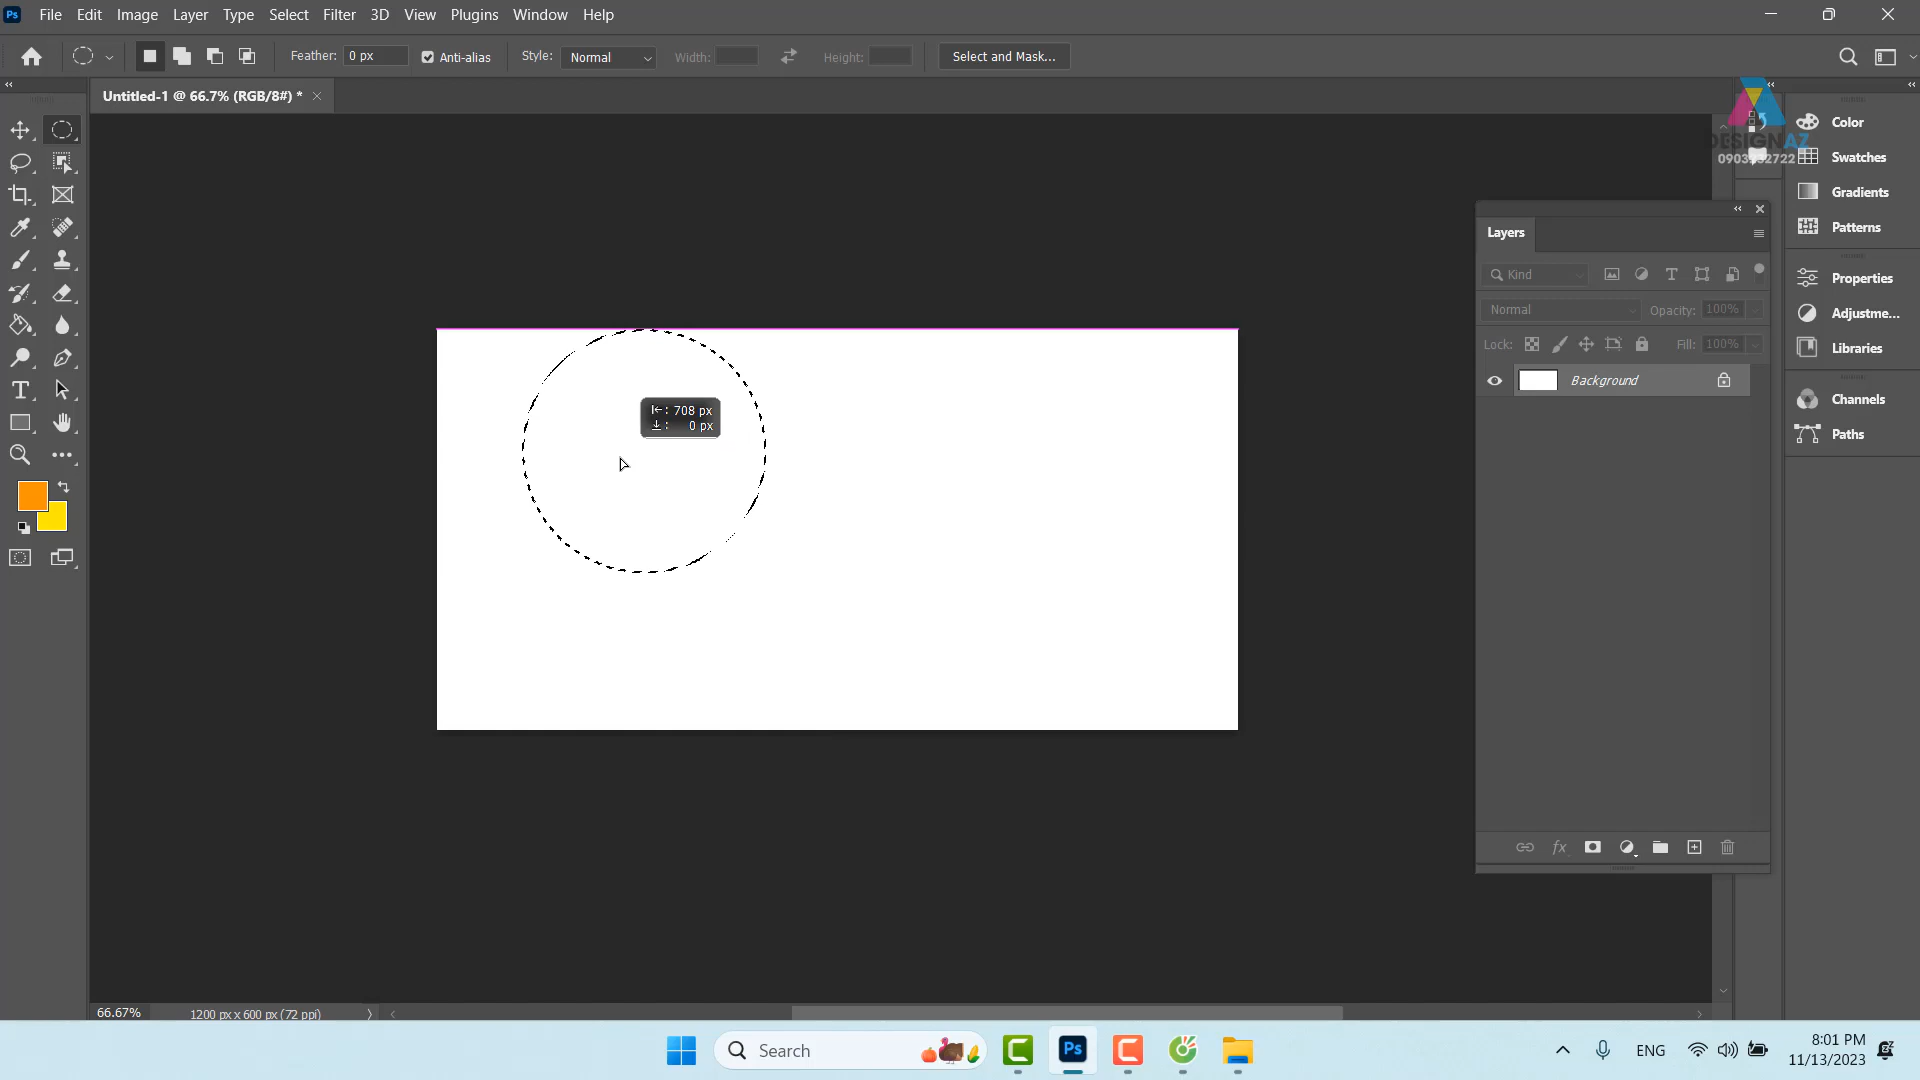 Ps File Edit Image Layer Type Select Filter 3D View Plugins Window Help
Feather: 0 px Anti-alias Style: Normal Width: Height: Select and Mask...
Untitled-1 @ 66.7% (RGB/8#) *
Color
DESIGNAZ
Swatches
Gradients
Patterns
Layers
Kind
Properties
Normal Opacity: 100%
Adjustme...
Lock: Fill: 100%
Libraries
Background
Channels
708 px
0 px
Paths
66.67% 1200 px x 600 px (72 ppi)
Search
Ps
ENG
8:01 PM
11/13/2023